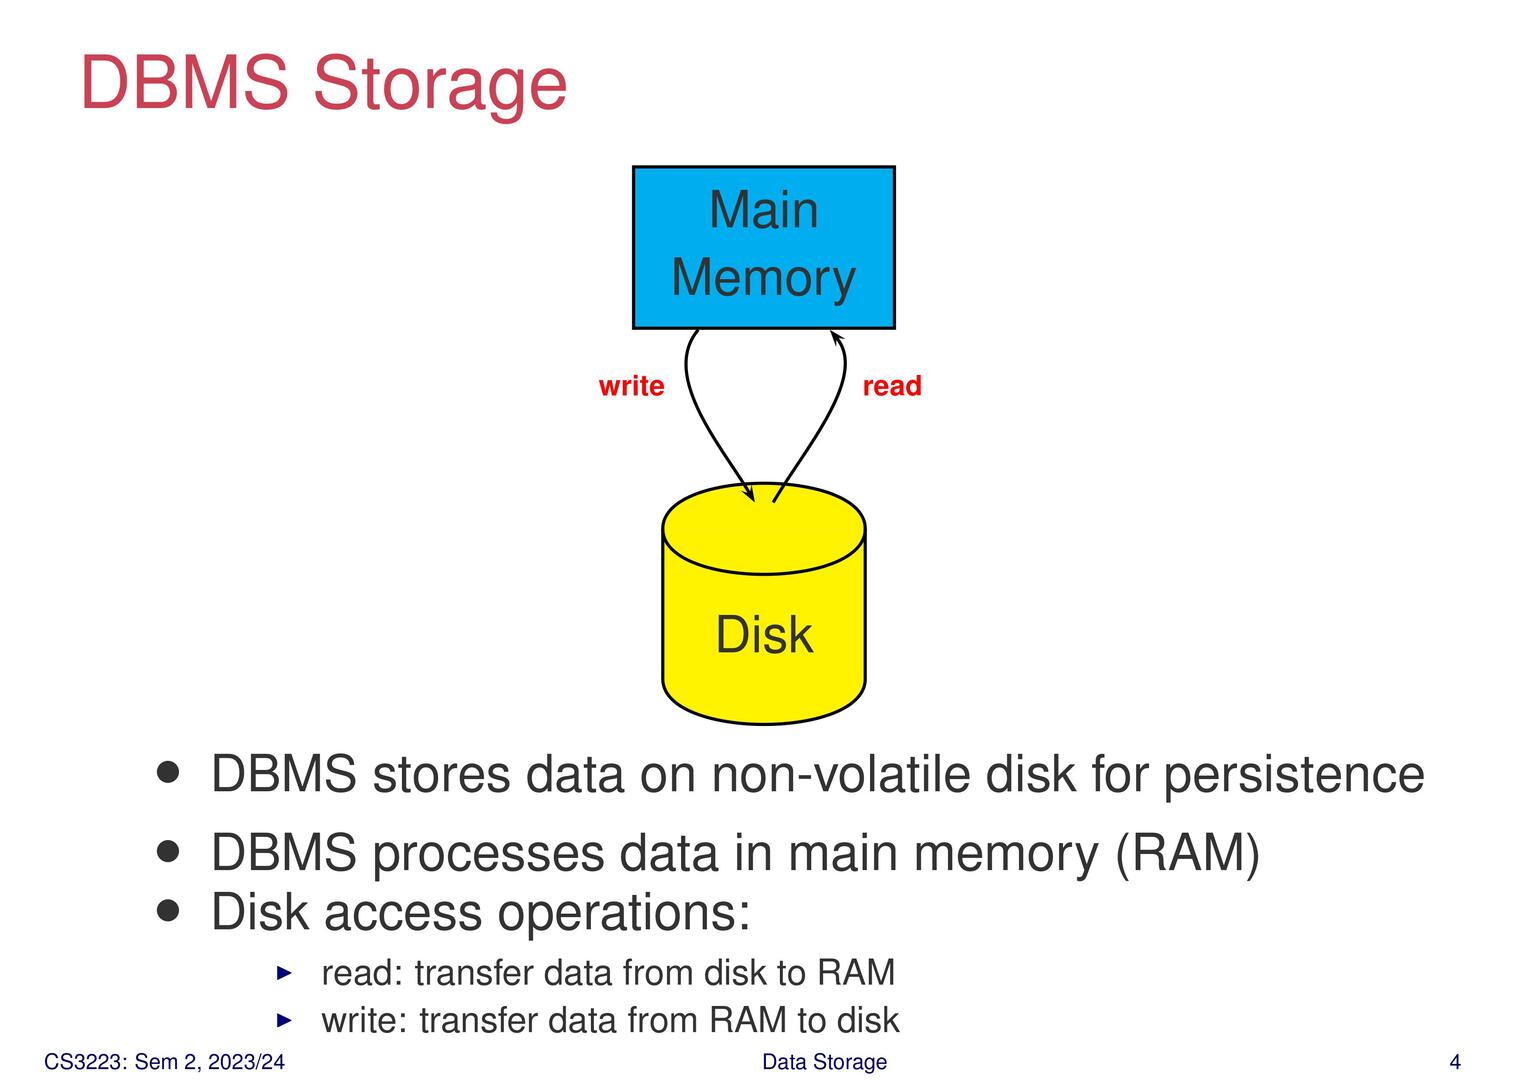 DBMS Storage
Main
Memory
write
read
Disk
● DBMS stores data on non-volatile disk for persistence
● DBMS processes data in main memory (RAM)
● Disk access operations:
► read: transfer data from disk to RAM
► write: transfer data from RAM to disk
CS3223: Sem 2, 2023/24
Data Storage
4